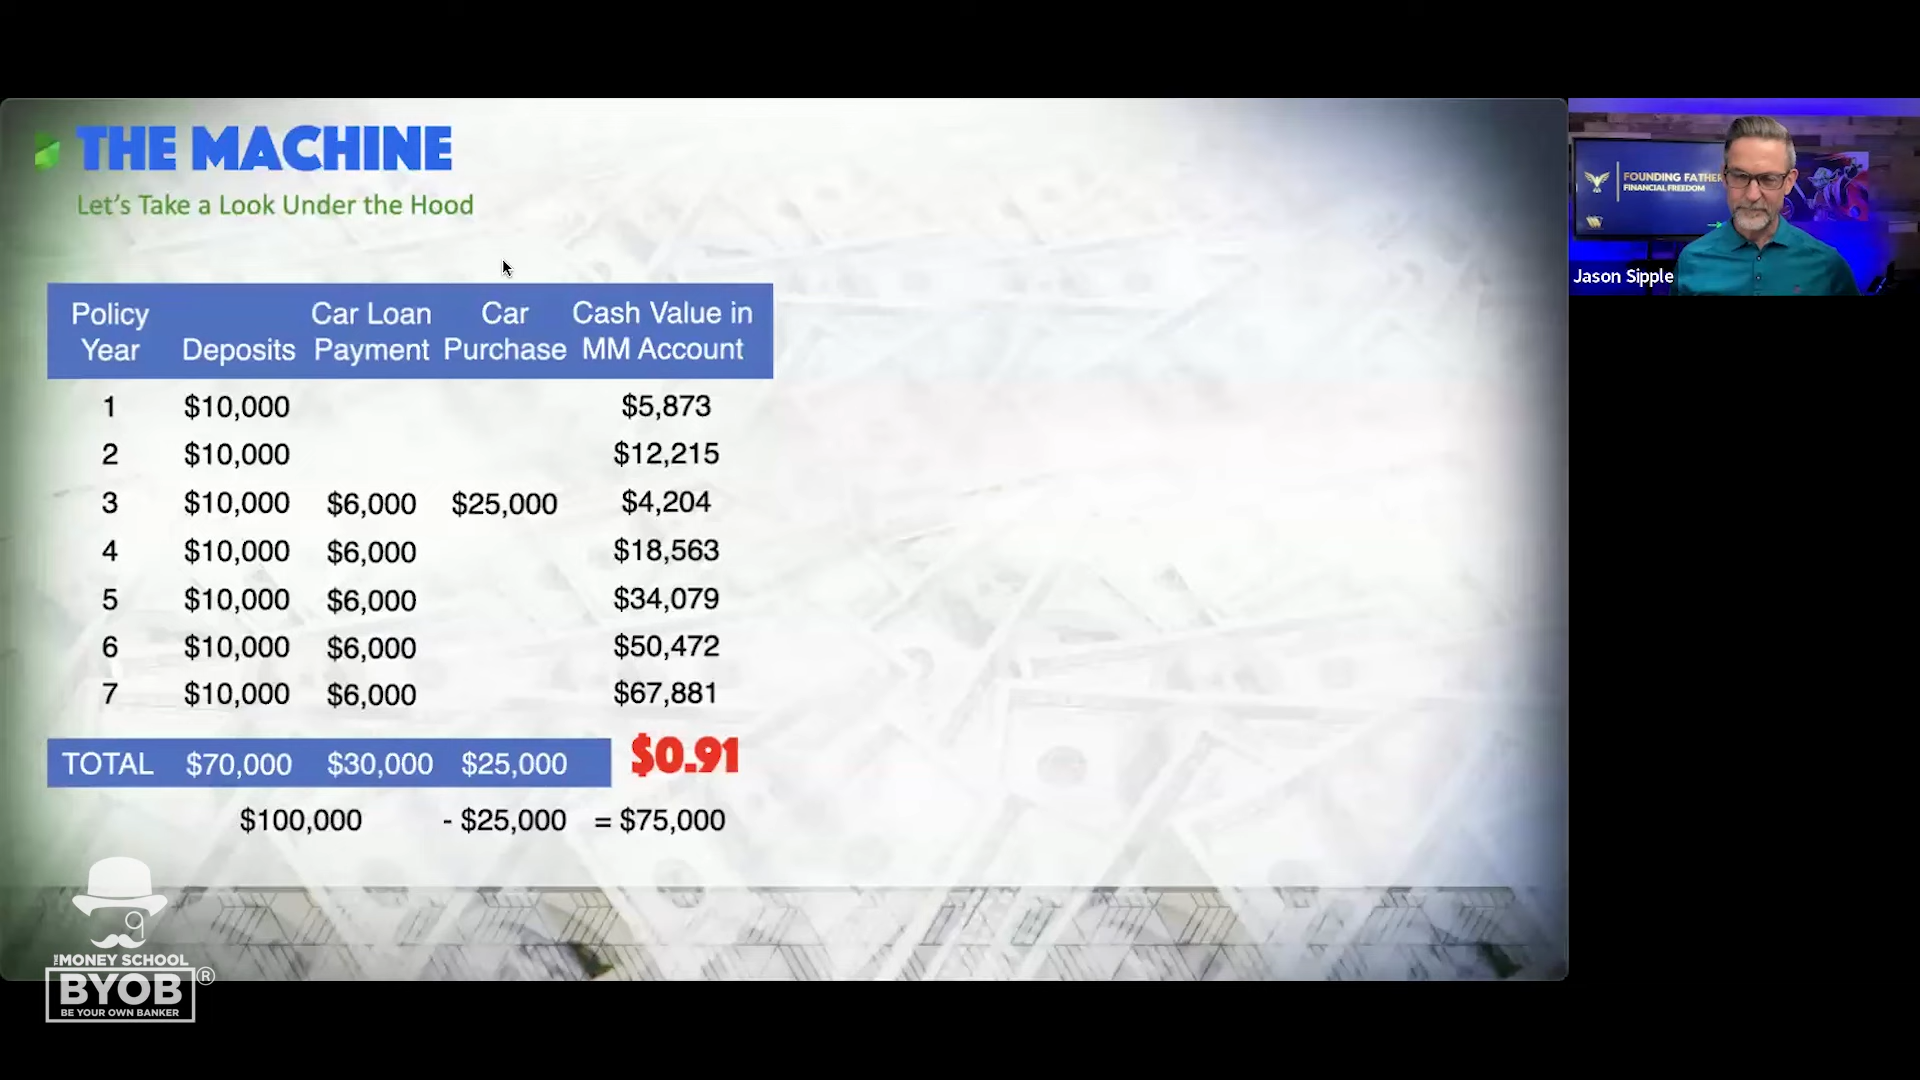 THE MACHINE
Let's Take a Look Under the Hood
Policy Year Deposits Car Loan Payment Car Purchase Cash Value in MM Account
1 $10,000 $5,873
2 $10,000 $12,215
3 $10,000 $6,000 $25,000 $4,204
4 $10,000 $6,000 $18,563
5 $10,000 $6,000 $34,079
6 $10,000 $6,000 $50,472
7 $10,000 $6,000 $67,881
TOTAL $70,000 $30,000 $25,000 $0.91
$100,000 - $25,000 = $75,000
THE MONEY SCHOOL
BYOB®
BE YOUR OWN BANKER
FOUNDING FATHER
FINANCIAL FREEDOM
Jason Sipple